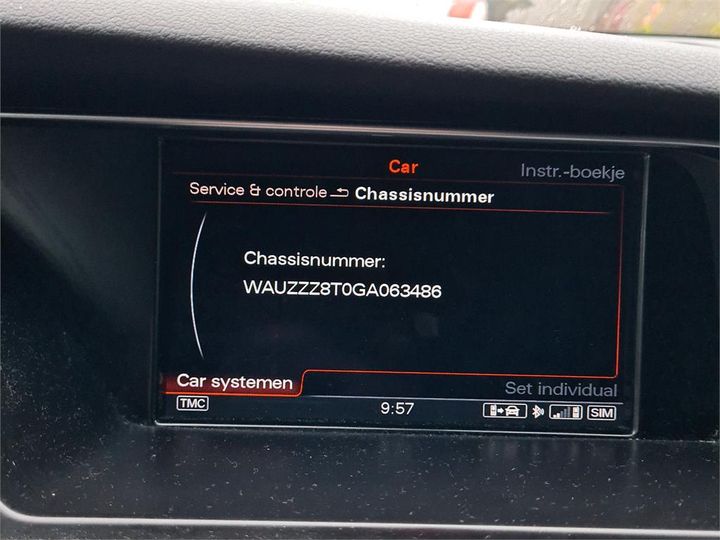 Car
Instr.-boekje
Service & controle Chassisnummer
Chassisnummer:
WAUZZZ8T0GA063486
Car systemen
Set individual
TMC
9:57
SIM